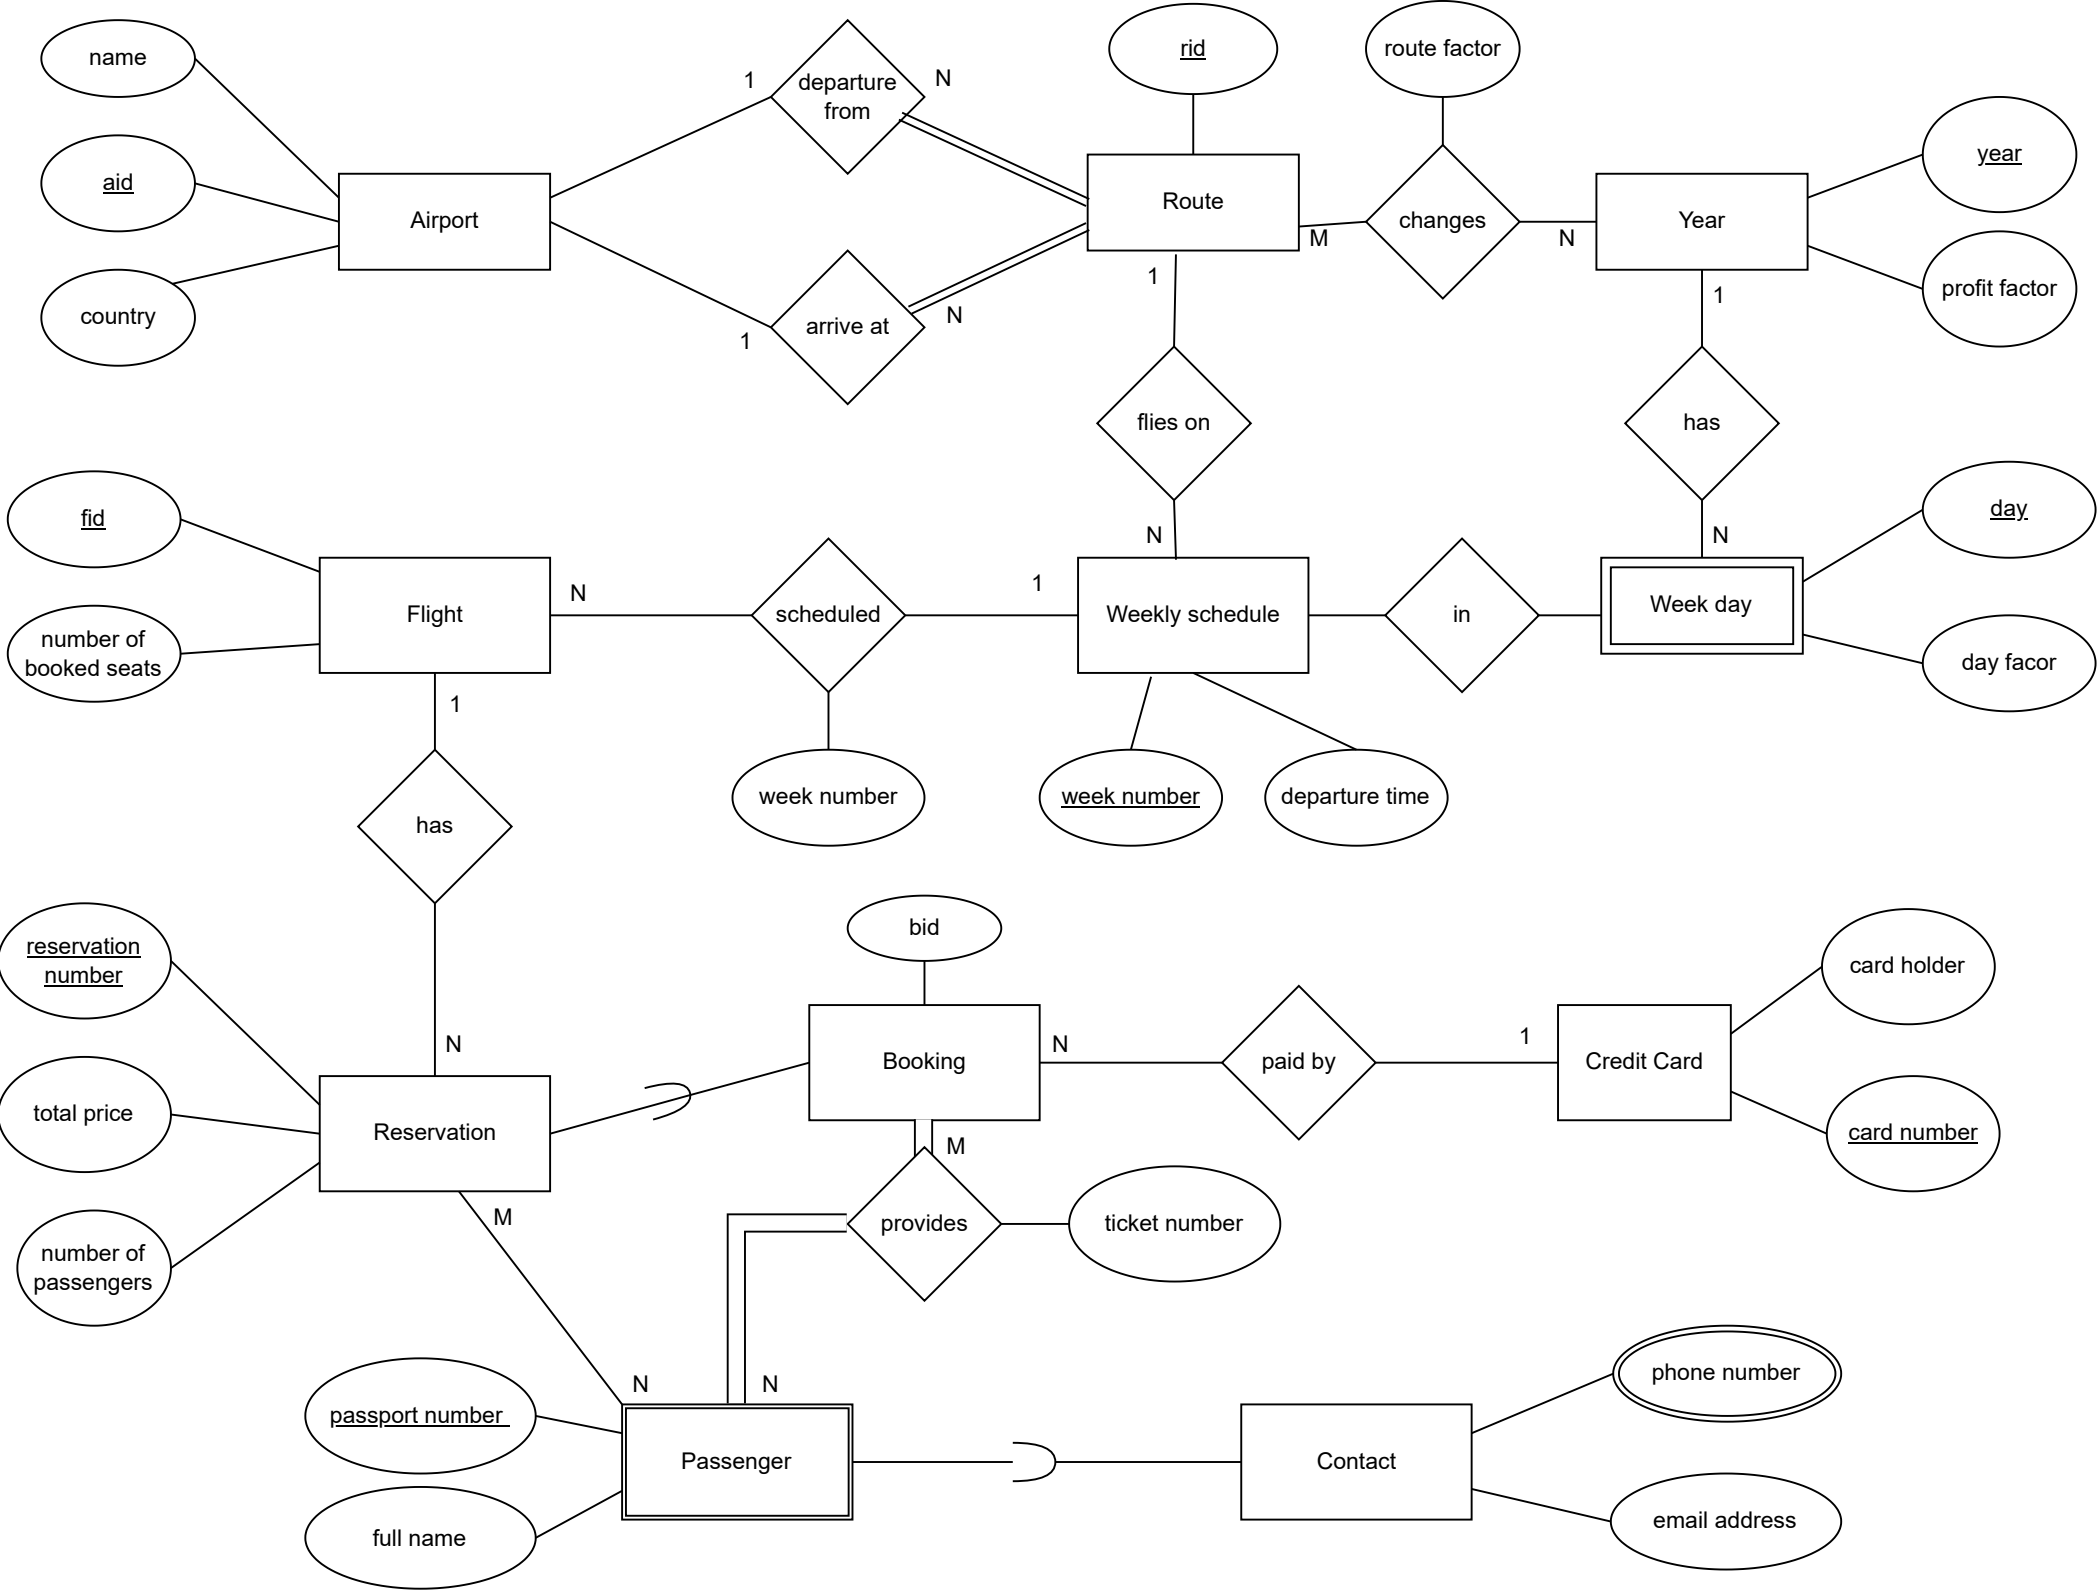 name
aid
country
Airport
1
departure
from
N
1
arrive at
N
rid
Route
route factor
M
changes
N
Year
year
profit factor
1
flies on
N
1
has
N
fid
number of
booked seats
Flight
N
scheduled
1
Weekly schedule
in
Week day
day
day facor
week number
week number
departure time
1
has
N
reservation
number
total price
number of
passengers
Reservation
bid
Booking
N
paid by
1
Credit Card
card holder
card number
M
provides
ticket number
M
N
N
passport number
full name
Passenger
Contact
phone number
email address